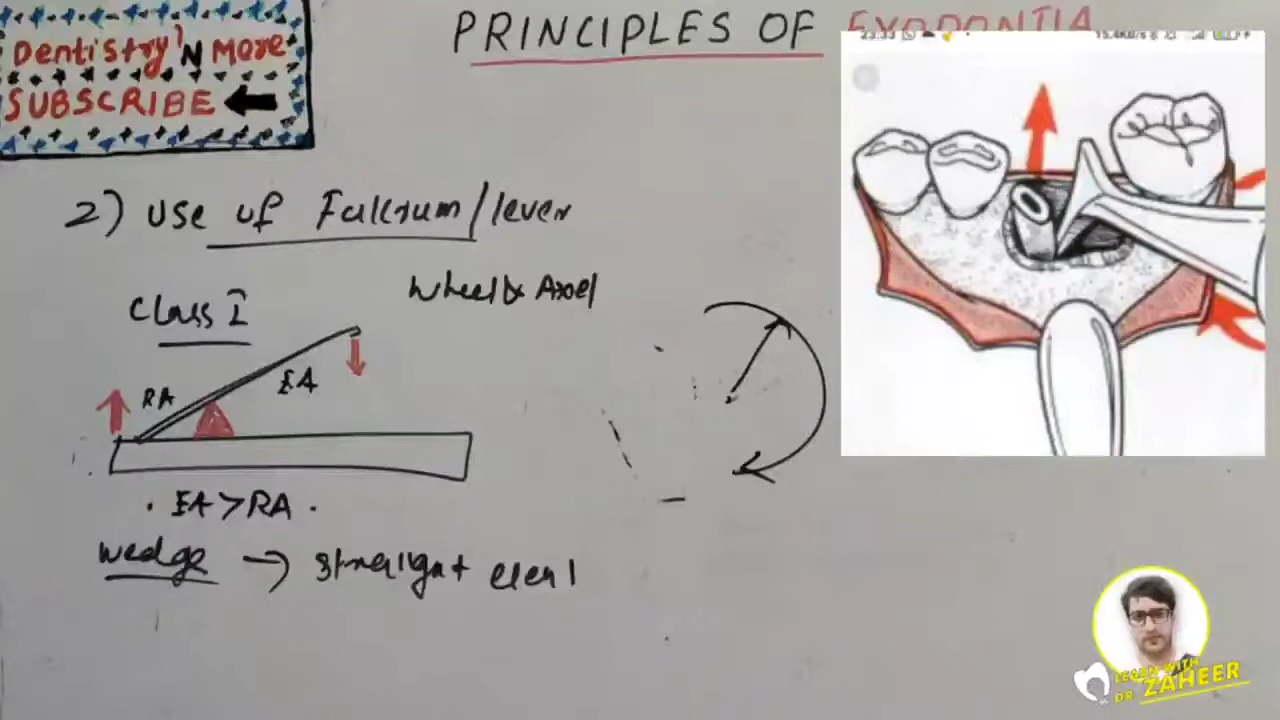 Dentistry'N More
SUBSCRIBE
PRINCIPLES OF EXODONTIA
2) Use of Fulcrum/lever
Class I
Wheel & Axel
RA
EA
EA > RA
Wedge → straight
LEARN WITH
DR ZAHEER